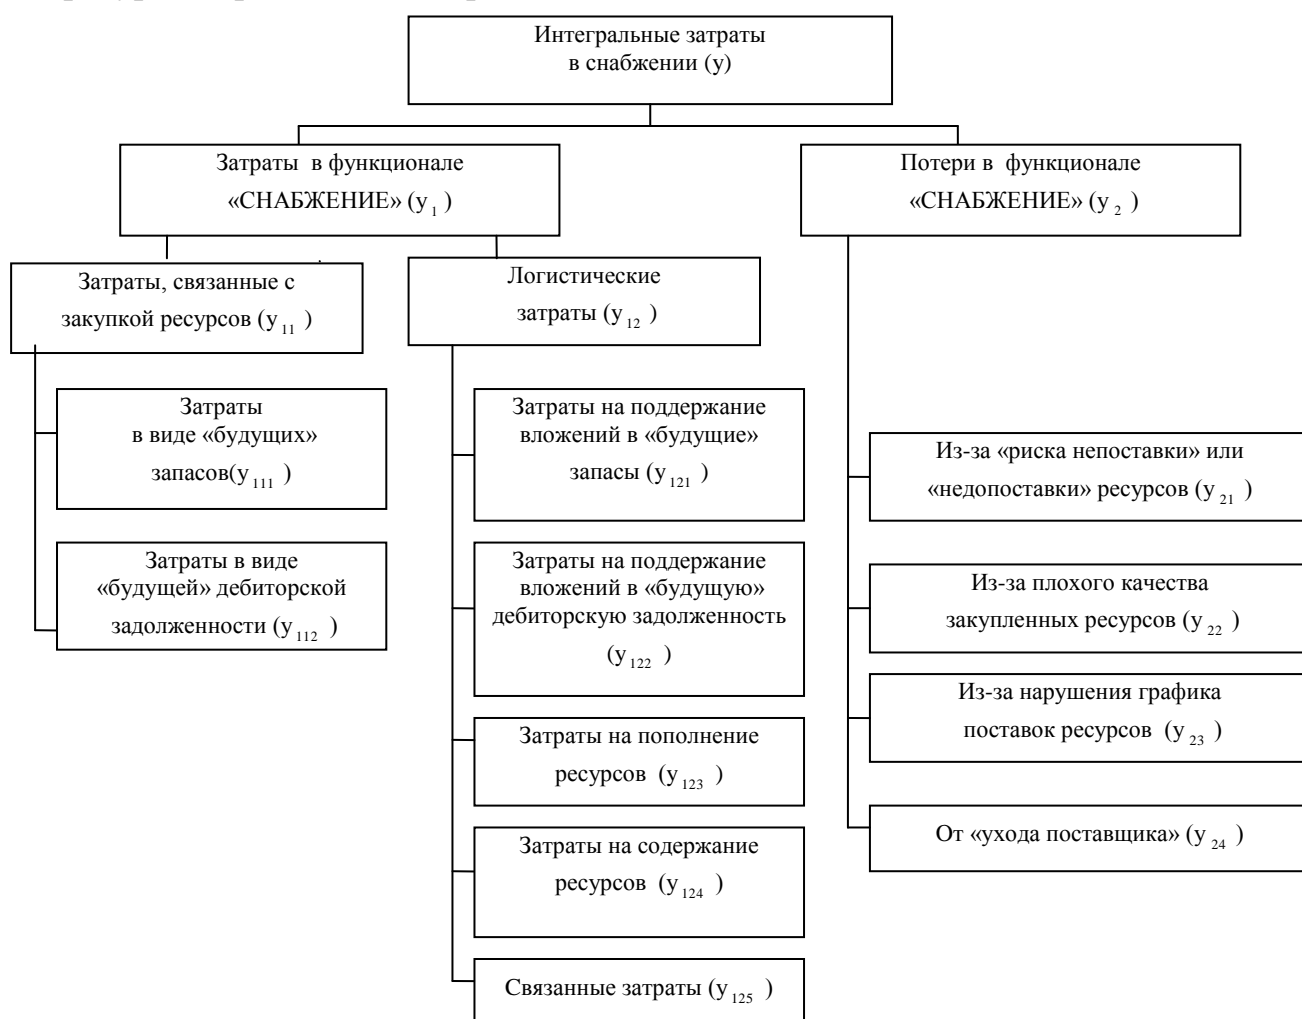 Интегральные затраты
в снабжении (y)
Затраты в функционале
«СНАБЖЕНИЕ» (y 1 )
Потери в функционале
«СНАБЖЕНИЕ» (y 2 )
Затраты, связанные с
закупкой ресурсов (y 11 )
Логистические
затраты (y 12 )
Затраты
в виде «будущих»
запасов(y 111 )
Затраты в виде
«будущей» дебиторской
задолженности (y 112 )
Затраты на поддержание
вложений в «будущие»
запасы (y 121 )
Затраты на поддержание
вложений в «будущую»
дебиторскую задолженность
(y 122 )
Затраты на пополнение
ресурсов (y 123 )
Затраты на содержание
ресурсов (y 124 )
Связанные затраты (y 125 )
Из-за «риска непоставки» или
«недопоставки» ресурсов (y 21 )
Из-за плохого качества
закупленных ресурсов (y 22 )
Из-за нарушения графика
поставок ресурсов (y 23 )
От «ухода поставщика» (y 24 )